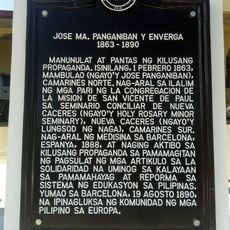 JOSE MA. PANGANIBAN Y ENVERGA
1863 - 1890
MANUNULAT AT PANTAS NG KILUSANG
PROPAGANDA. ISINILANG, 1 PEBRERO 1863,
MAMBULAO (NGAYO'Y JOSE PANGANIBAN),
CAMARINES NORTE. NAG-ARAL SA ILALIM
NG MGA PARI NG CONGREGACION DE
LA MISION DE SAN VICENTE DE PAUL
SA SEMINARIO CONCILIAR DE NUEVA
CACERES (NGAYO'Y HOLY ROSARY MINOR
SEMINARY), NUEVA CACERES (NGAYO'Y
LUNGSOD NG NAGA), CAMARINES SUR.
NAG-ARAL NG MEDISINA SA BARCELONA,
ESPANYA, 1888, AT NAGING AKTIBO SA
KILUSANG PROPAGANDA SA PAMAMAGITAN
NG PAGSULAT NG MGA ARTIKULO SA LA
SOLIDARIDAD NA UMINOG SA KALAYAAN
SA PAMAMAHAYAG AT REPORMA SA
SISTEMA NG EDUKASYON SA PILIPINAS.
YUMAO SA BARCELONA, 19 AGOSTO 1890,
NA IPINAGLUKSA NG KOMUNIDAD NG MGA
PILIPINO SA EUROPA.